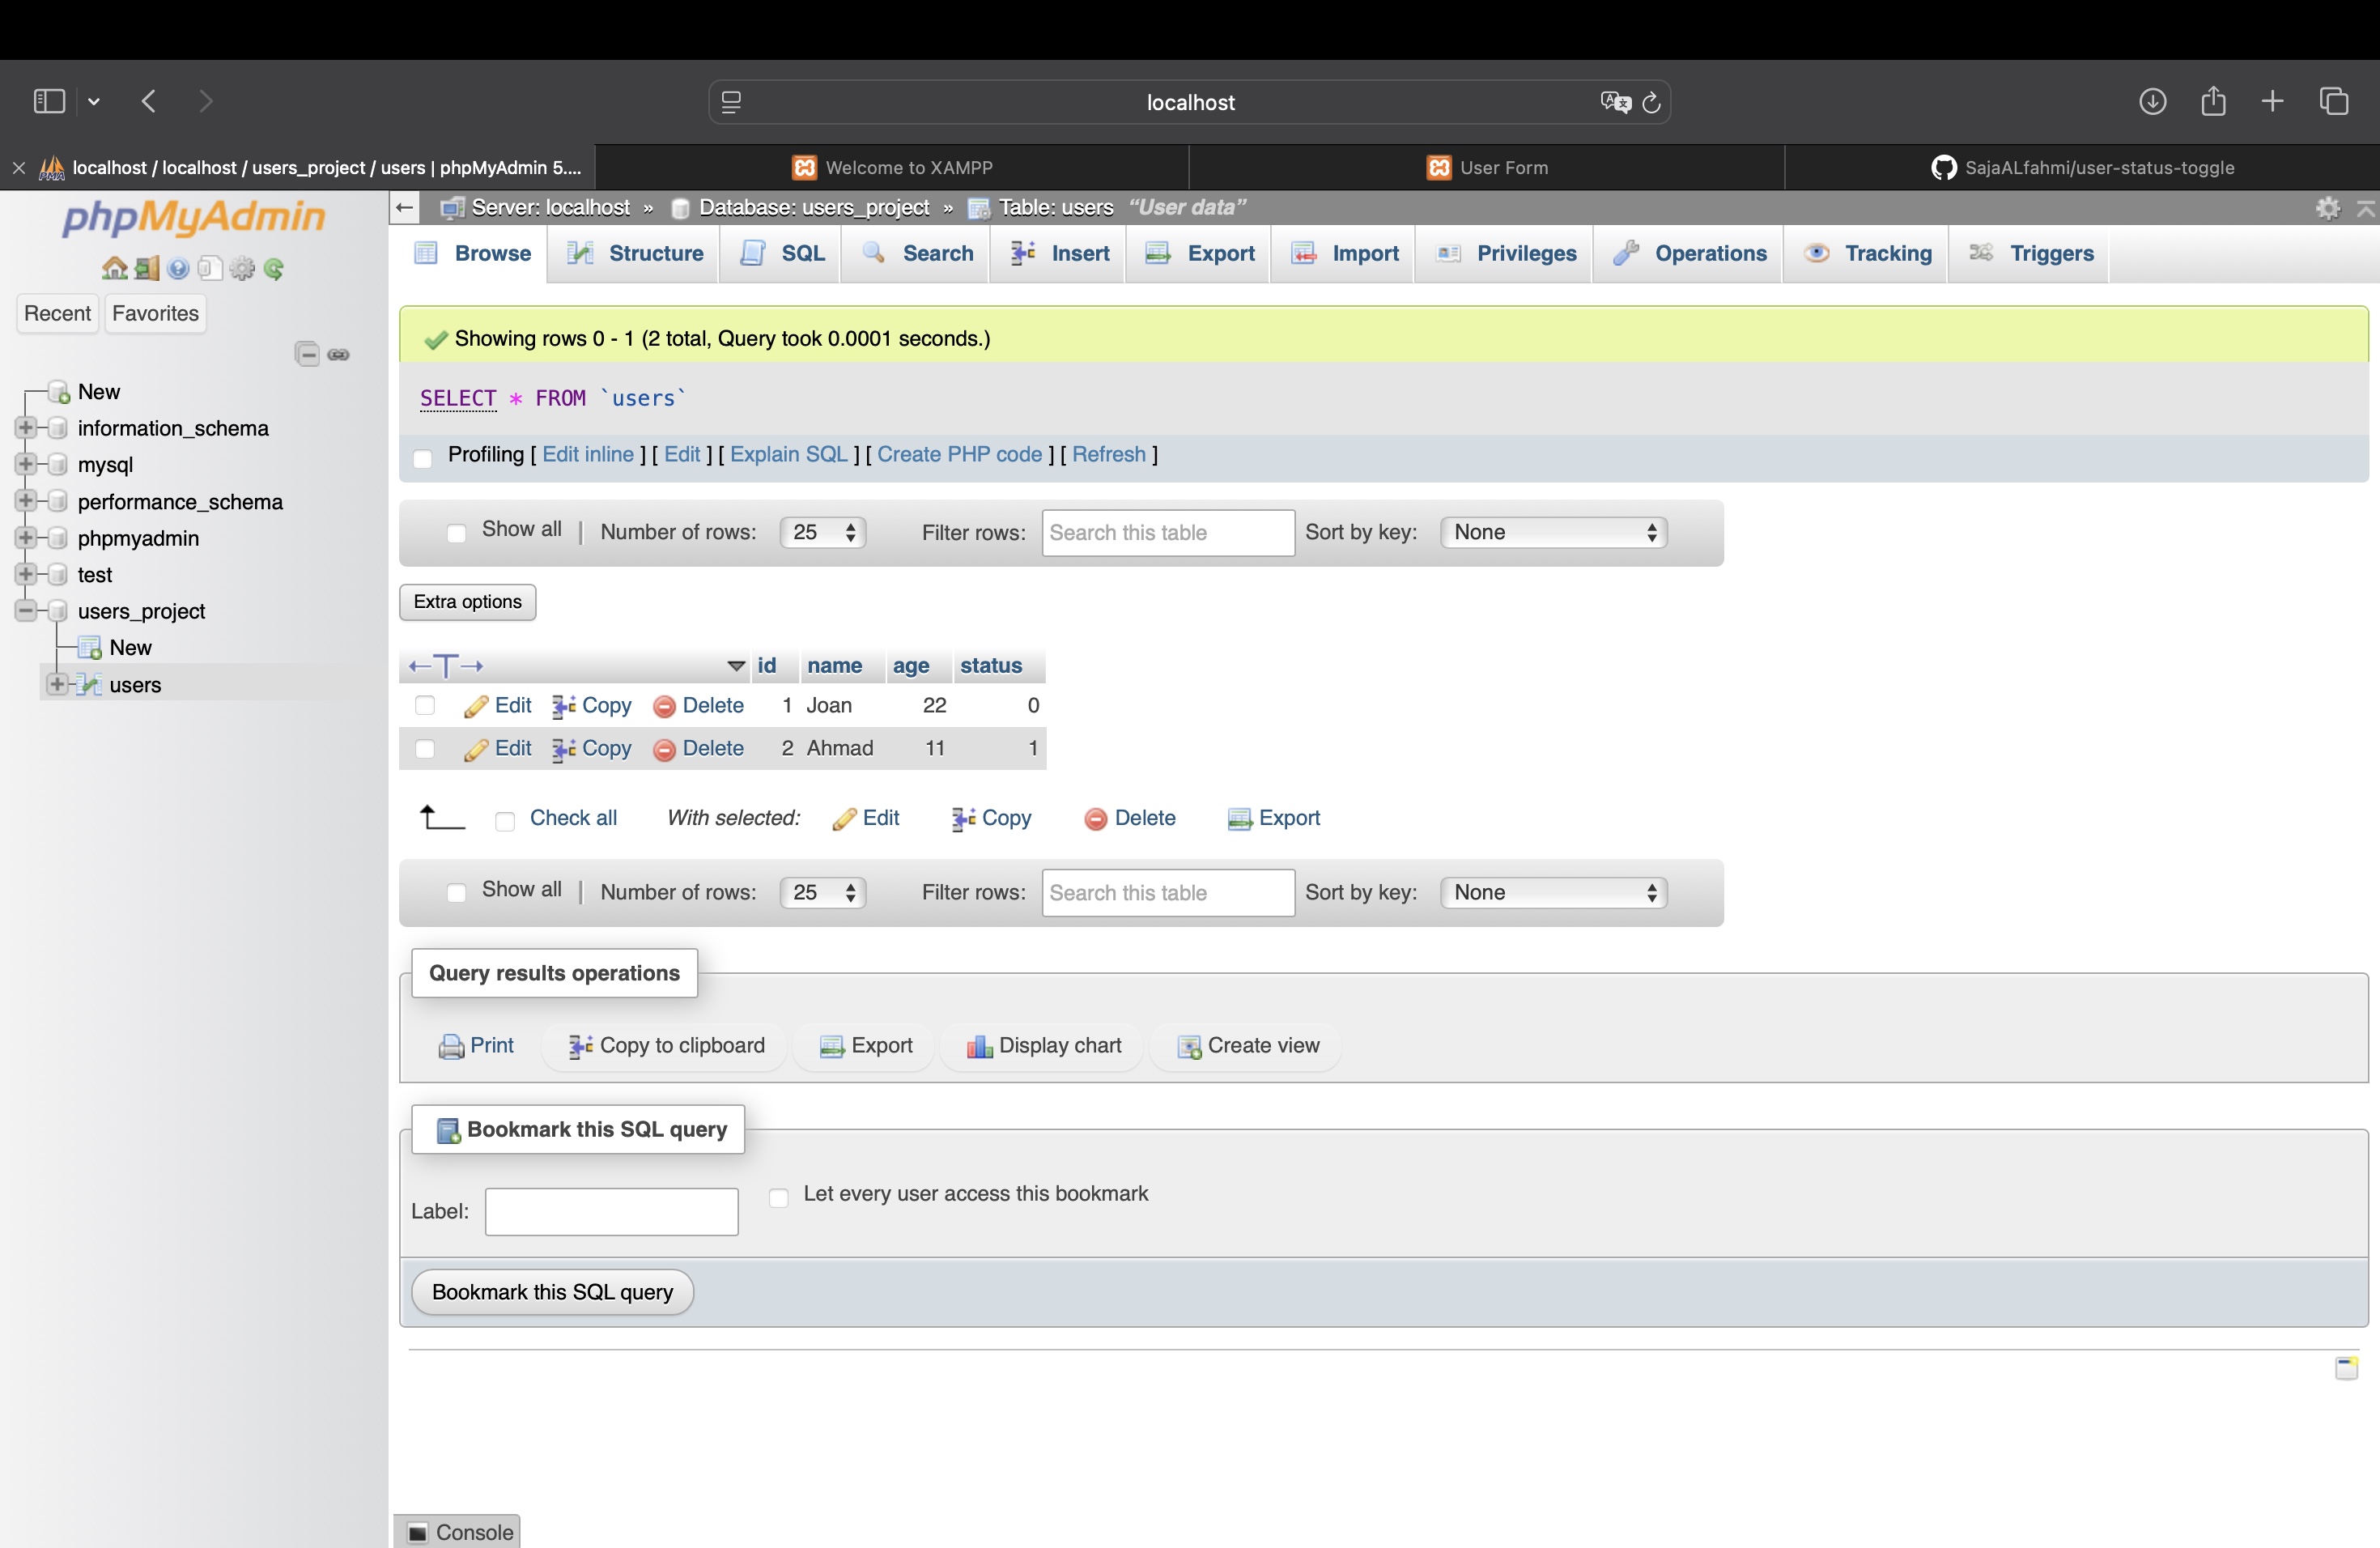 localhost
localhost / localhost / users_project / users | phpMyAdmin 5....
Welcome to XAMPP
User Form
SajaALfahmi/user-status-toggle
phpMyAdmin
Recent
Favorites
New
information_schema
mysql
performance_schema
phpmyadmin
test
users_project
New
users
Server: localhost » Database: users_project » Table: users “User data”
Browse Structure SQL Search Insert Export Import Privileges Operations Tracking Triggers
Showing rows 0 - 1 (2 total, Query took 0.0001 seconds.)
SELECT * FROM `users`
Profiling [ Edit inline ] [ Edit ] [ Explain SQL ] [ Create PHP code ] [ Refresh ]
Show all | Number of rows: 25 Filter rows: Search this table Sort by key: None
Extra options
←T→ id name age status
Edit Copy Delete 1 Joan 22 0
Edit Copy Delete 2 Ahmad 11 1
Check all With selected: Edit Copy Delete Export
Show all | Number of rows: 25 Filter rows: Search this table Sort by key: None
Query results operations
Print Copy to clipboard Export Display chart Create view
Bookmark this SQL query
Label: Let every user access this bookmark
Bookmark this SQL query
Console